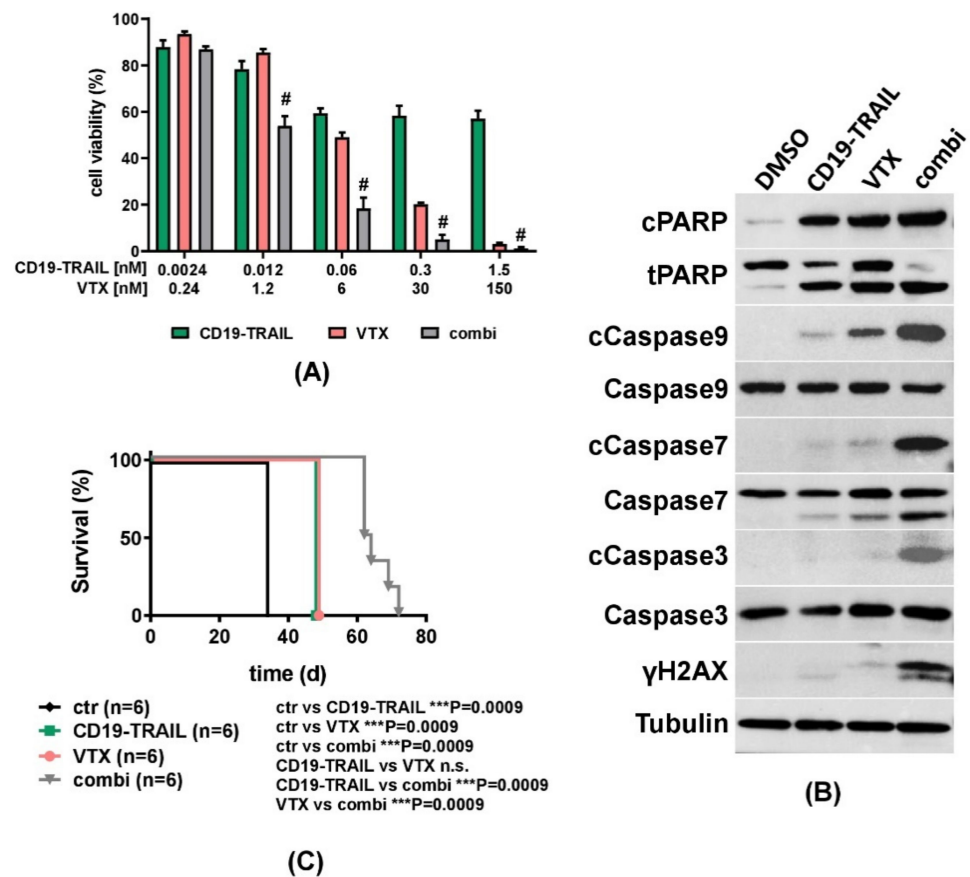 100
80
60
40
20
0
cell viability (%)
CD19-TRAIL [nM] 0.0024 0.012 0.06 0.3 1.5
VTX [nM] 0.24 1.2 6 30 150
# # # #
CD19-TRAIL VTX combi
(A)
DMSO CD19-TRAIL VTX combi
cPARP
tPARP
cCaspase9
Caspase9
cCaspase7
Caspase7
cCaspase3
Caspase3
γH2AX
Tubulin
(B)
100
50
0
Survival (%)
0 20 40 60 80
time (d)
ctr (n=6)
CD19-TRAIL (n=6)
VTX (n=6)
combi (n=6)
ctr vs CD19-TRAIL ***P=0.0009
ctr vs VTX ***P=0.0009
ctr vs combi ***P=0.0009
CD19-TRAIL vs VTX n.s.
CD19-TRAIL vs combi ***P=0.0009
VTX vs combi ***P=0.0009
(C)